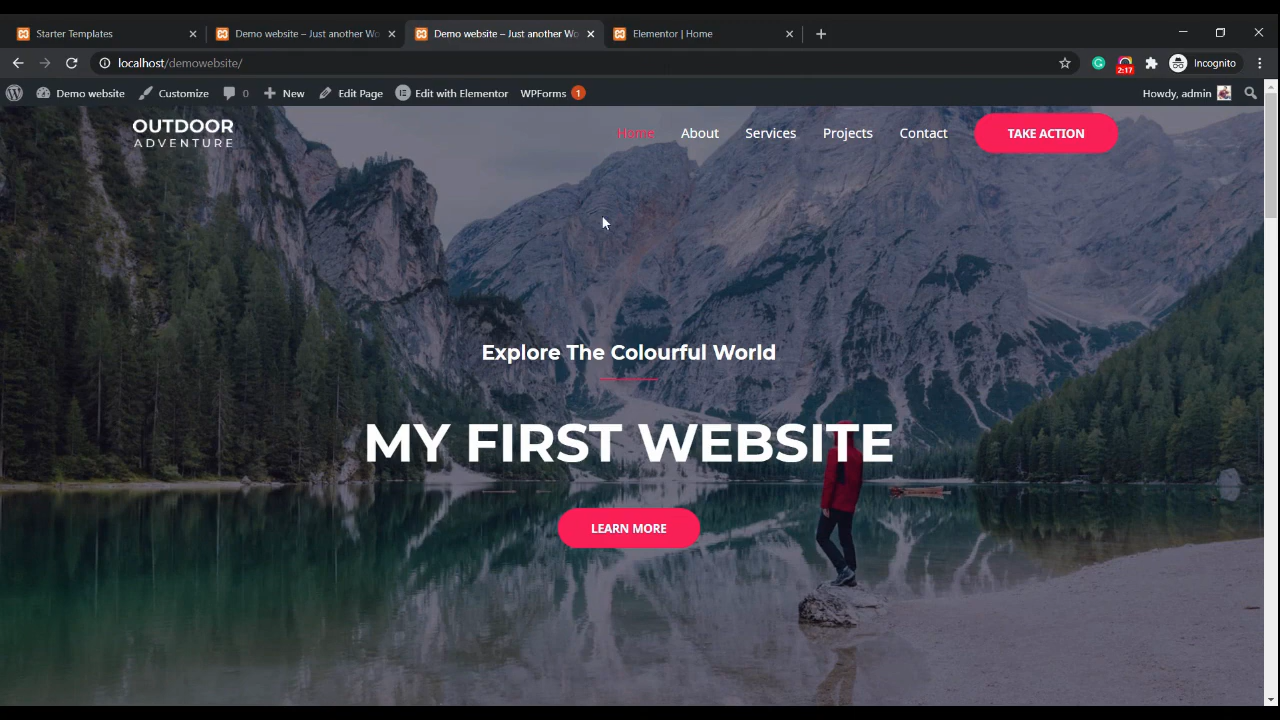 Starter Templates
Demo website – Just another Wo
Demo website – Just another Wo
Elementor | Home
localhost/demowebsite/
2:17
Incognito
Demo website
Customize
0
New
Edit Page
Edit with Elementor
WPForms 1
Howdy, admin
OUTDOOR
ADVENTURE
Home
About
Services
Projects
Contact
TAKE ACTION
Explore The Colourful World
MY FIRST WEBSITE
LEARN MORE